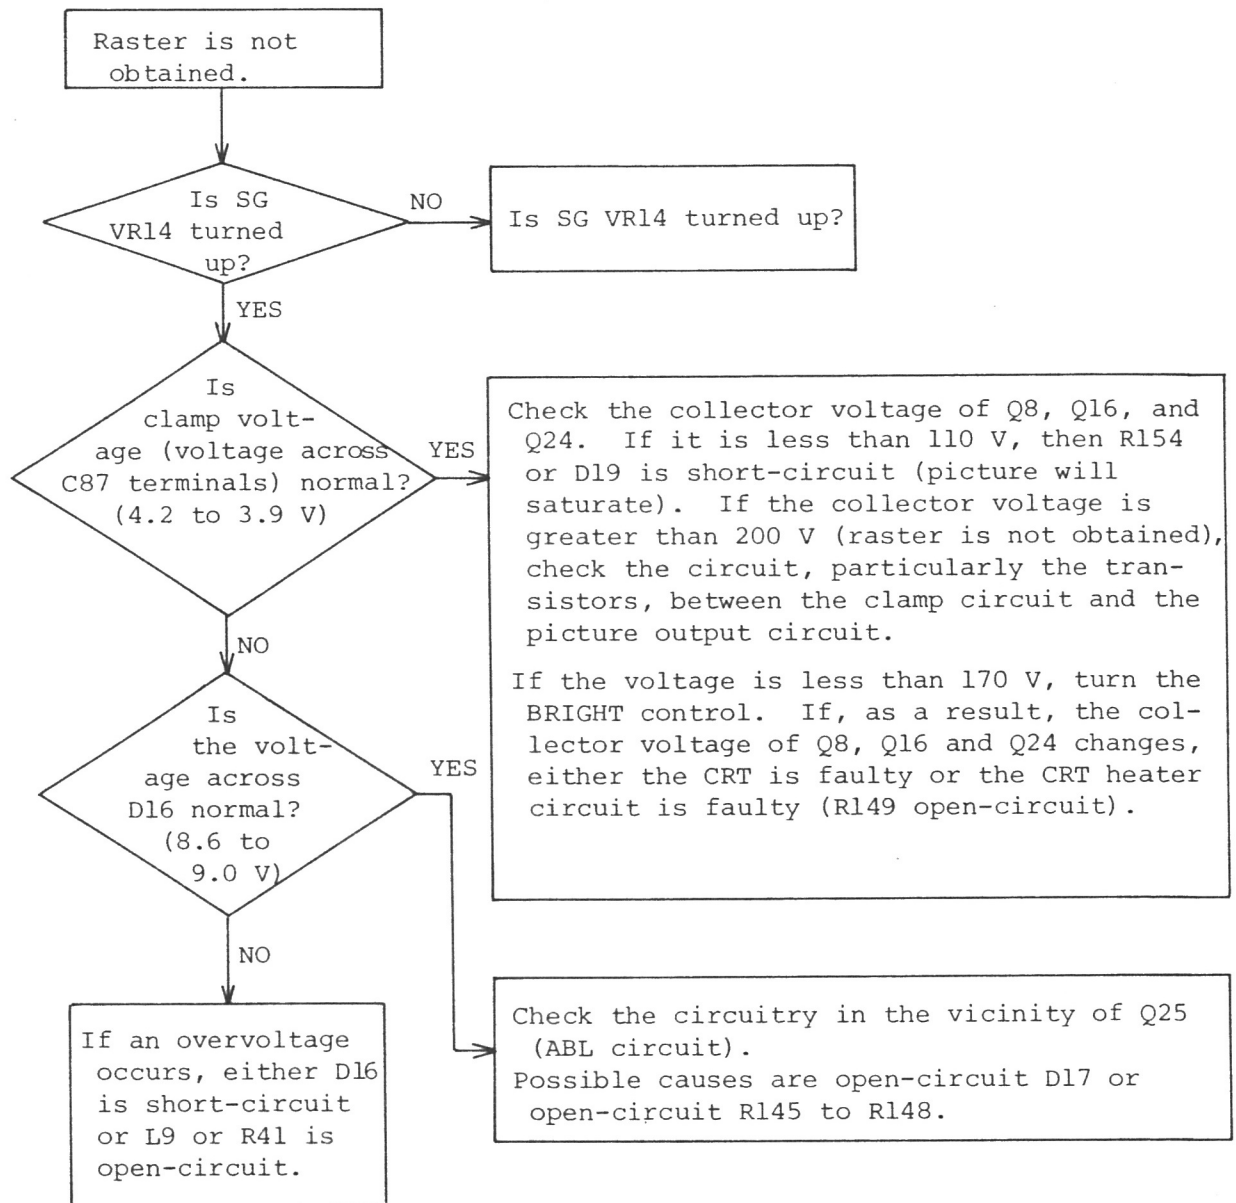 Raster is not
obtained.
Is SG
VR14 turned
up?
NO
Is SG VR14 turned up?
YES
Is
clamp volt-
age (voltage across
C87 terminals) normal?
(4.2 to 3.9 V)
YES
Check the collector voltage of Q8, Q16, and
Q24. If it is less than 110 V, then R154
or D19 is short-circuit (picture will
saturate). If the collector voltage is
greater than 200 V (raster is not obtained),
check the circuit, particularly the tran-
sistors, between the clamp circuit and the
picture output circuit.
If the voltage is less than 170 V, turn the
BRIGHT control. If, as a result, the col-
lector voltage of Q8, Q16 and Q24 changes,
either the CRT is faulty or the CRT heater
circuit is faulty (R149 open-circuit).
NO
Is
the volt-
age across
D16 normal?
(8.6 to
9.0 V)
YES
NO
If an overvoltage
occurs, either D16
is short-circuit
or L9 or R41 is
open-circuit.
Check the circuitry in the vicinity of Q25
(ABL circuit).
Possible causes are open-circuit D17 or
open-circuit R145 to R148.